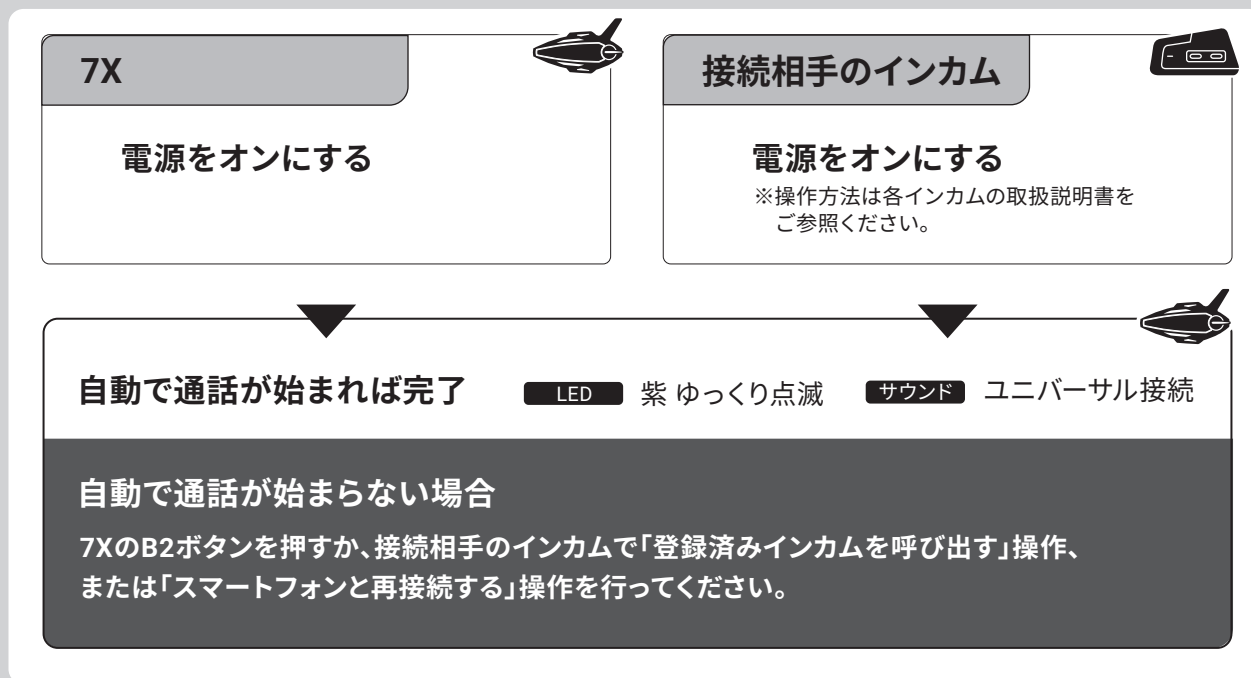 7X
電源をオンにする
接続相手のインカム
電源をオンにする
※操作方法は各インカムの取扱説明書を
ご参照ください。
自動で通話が始まれば完了
LED 紫 ゆっくり点滅
サウンド ユニバーサル接続
自動で通話が始まらない場合
7XのB2ボタンを押すか、接続相手のインカムで「登録済みインカムを呼び出す」操作、
または「スマートフォンと再接続する」操作を行ってください。